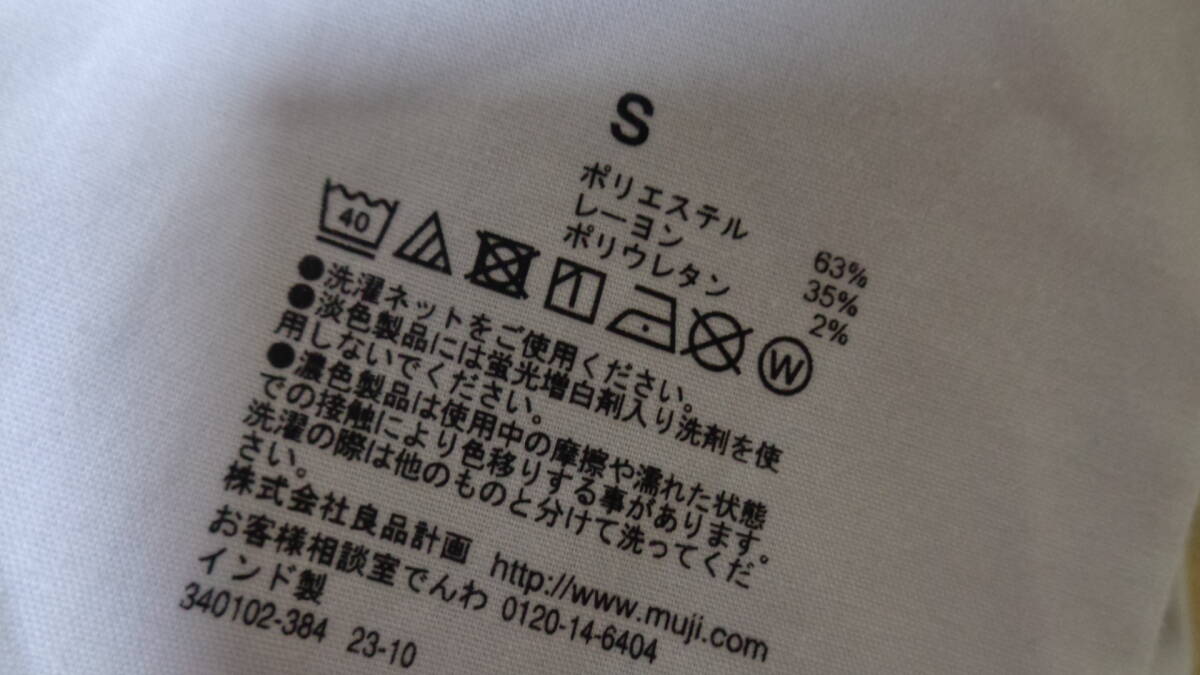 S
ポリエステル 63%
レーヨン 35%
ポリウレタン 2%
40 W
●洗濯ネットをご使用ください。
●淡色製品には蛍光増白剤入り洗剤を使
用しないでください。
●濃色製品は使用中の摩擦や濡れた状態
での接触により色移りする事があります。
洗濯の際は他のものと分けて洗ってくだ
さい。
株式会社良品計画 http://www.muji.com
お客様相談室でんわ 0120-14-6404
インド製
340102-384 23-10